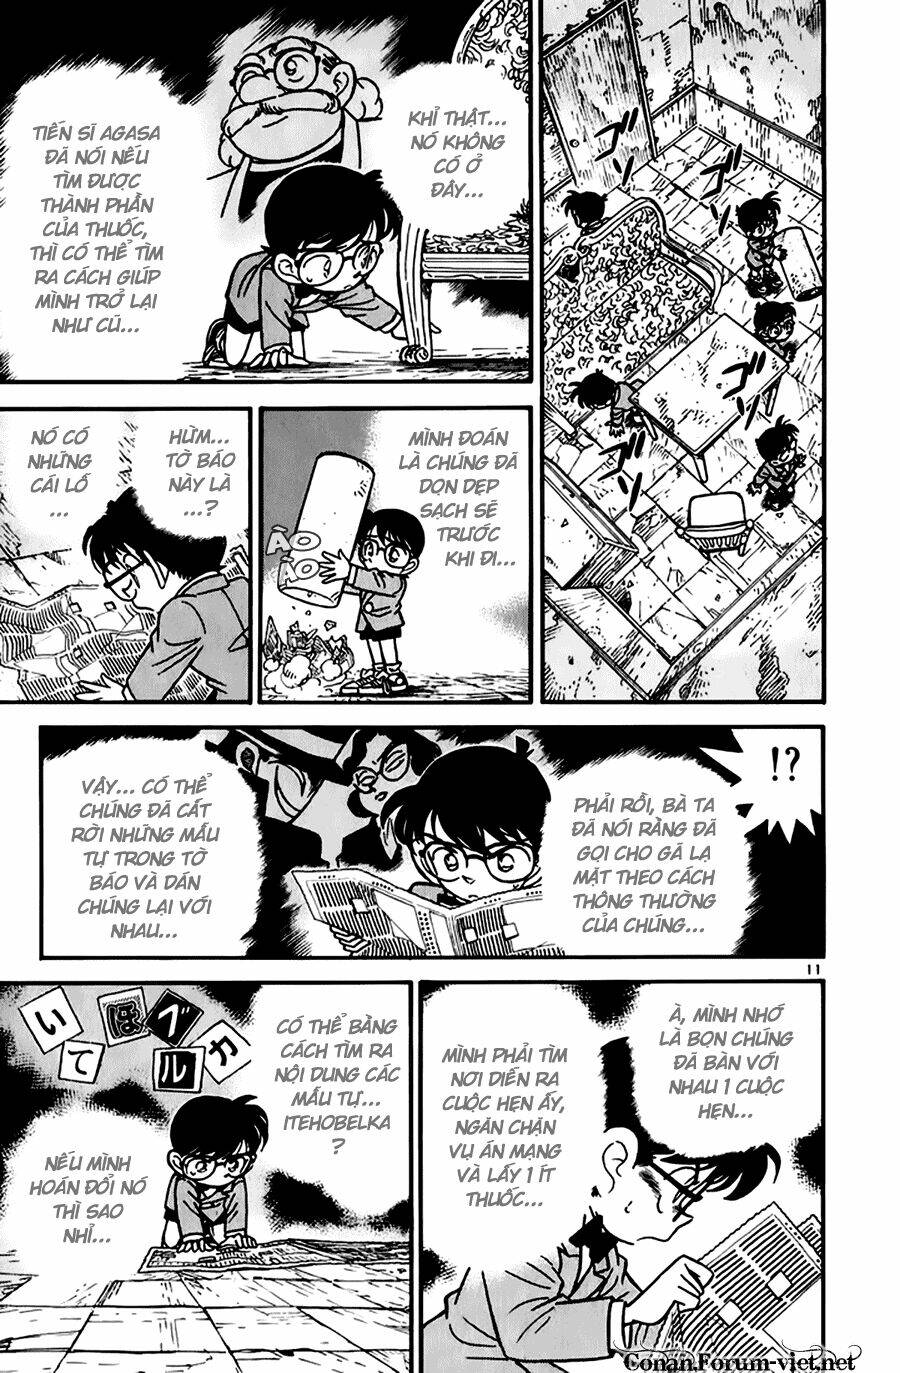 KHỈ THẬT...
NÓ KHÔNG
CÓ Ở
ĐÂY...
TIẾN SĨ AGASA
ĐÃ NÓI NẾU
TÌM ĐƯỢC
THÀNH PHẦN
CỦA THUỐC,
THÌ CÓ THỂ TÌM
RA CÁCH GIÚP
MÌNH TRỞ LẠI
NHƯ CŨ...
MÌNH ĐOÁN
LÀ CHÚNG ĐÃ
DỌN DẸP
SẠCH SẼ
TRƯỚC
KHI ĐI...
HỪM...
TỜ BÁO
NÀY LÀ
...?
NÓ CÓ
NHỮNG
CÁI LỖ
...
!?
PHẢI RỒI, BÀ TA
ĐÃ NÓI RẰNG ĐÃ
GỌI CHO GÃ LẠ
MẶT THEO CÁCH
THÔNG THƯỜNG
CỦA CHÚNG...
VẬY... CÓ THỂ
CHÚNG ĐÃ CẮT
RỜI NHỮNG MẪU
TỰ TRONG TỜ
BÁO VÀ DÁN
CHÚNG LẠI VỚI
NHAU...
11
À, MÌNH NHỚ
LÀ BỌN CHÚNG
ĐÃ BÀN VỚI
NHAU 1 CUỘC
HẸN...
MÌNH PHẢI TÌM
NƠI DIỄN RA
CUỘC HẸN ẤY,
NGĂN CHẶN
VỤ ÁN MẠNG
VÀ LẤY 1 ÍT
THUỐC...
CÓ THỂ BẰNG
CÁCH TÌM RA
NỘI DUNG CÁC
MẪU TỰ...
ITEHOBELKA
?
い て ほ ベ ル カ
NẾU MÌNH
HOÁN ĐỔI NÓ
THÌ SAO
NHỈ...
Conan.Forum-viet.net